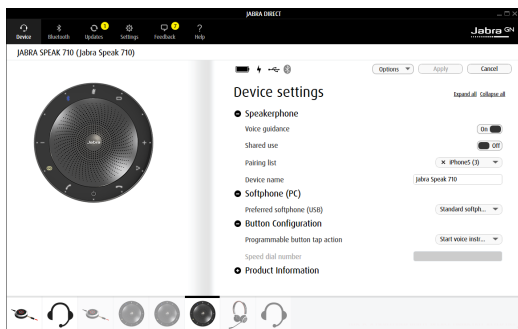 JABRA DIRECT
Device
Bluetooth
Updates
1
Settings
Feedback
7
Help
Jabra GN
JABRA SPEAK 710 (Jabra Speak 710)
Options
Apply
Cancel
Device settings
Expand all Collapse all
Speakerphone
Voice guidance
On
Shared use
Off
Pairing list
× iPhone5 (3)
Device name
Jabra Speak 710
Softphone (PC)
Preferred softphone (USB)
Standard softph...
Button Configuration
Programmable button tap action
Start voice instr...
Speed dial number
Product Information
Jabra